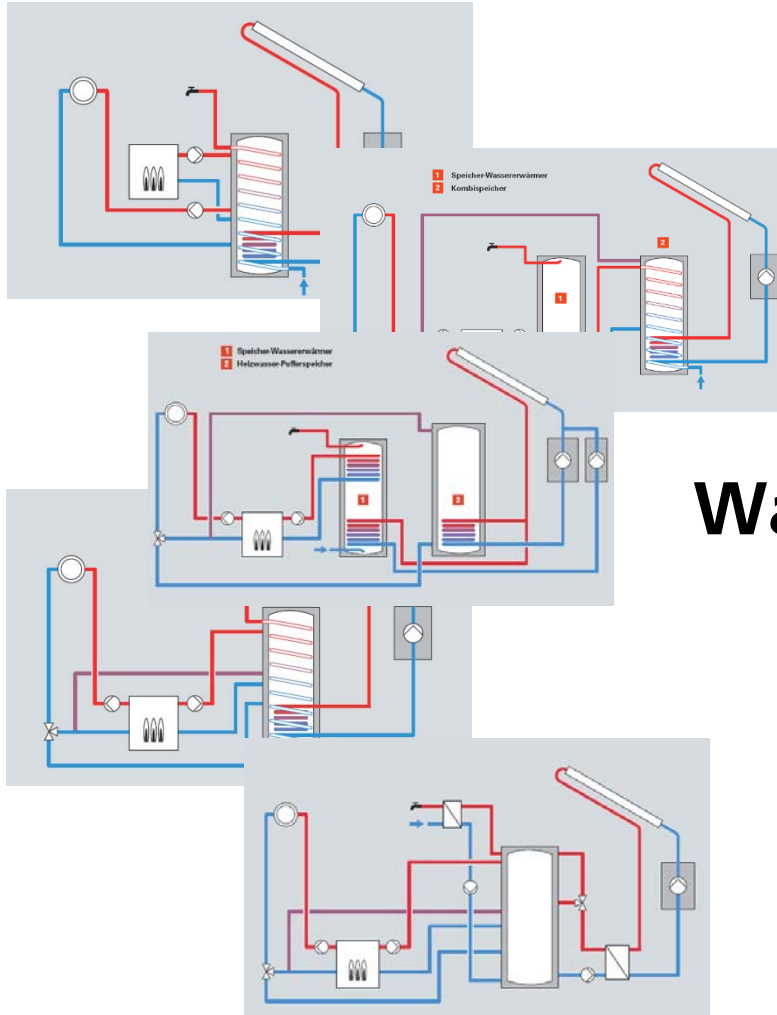 1 Speicher-Wassererwärmer
2 Kombispeicher
2
1
1 Speicher-Wassererwärmer
2 Heizwasser-Pufferspeicher
1
2
Wa